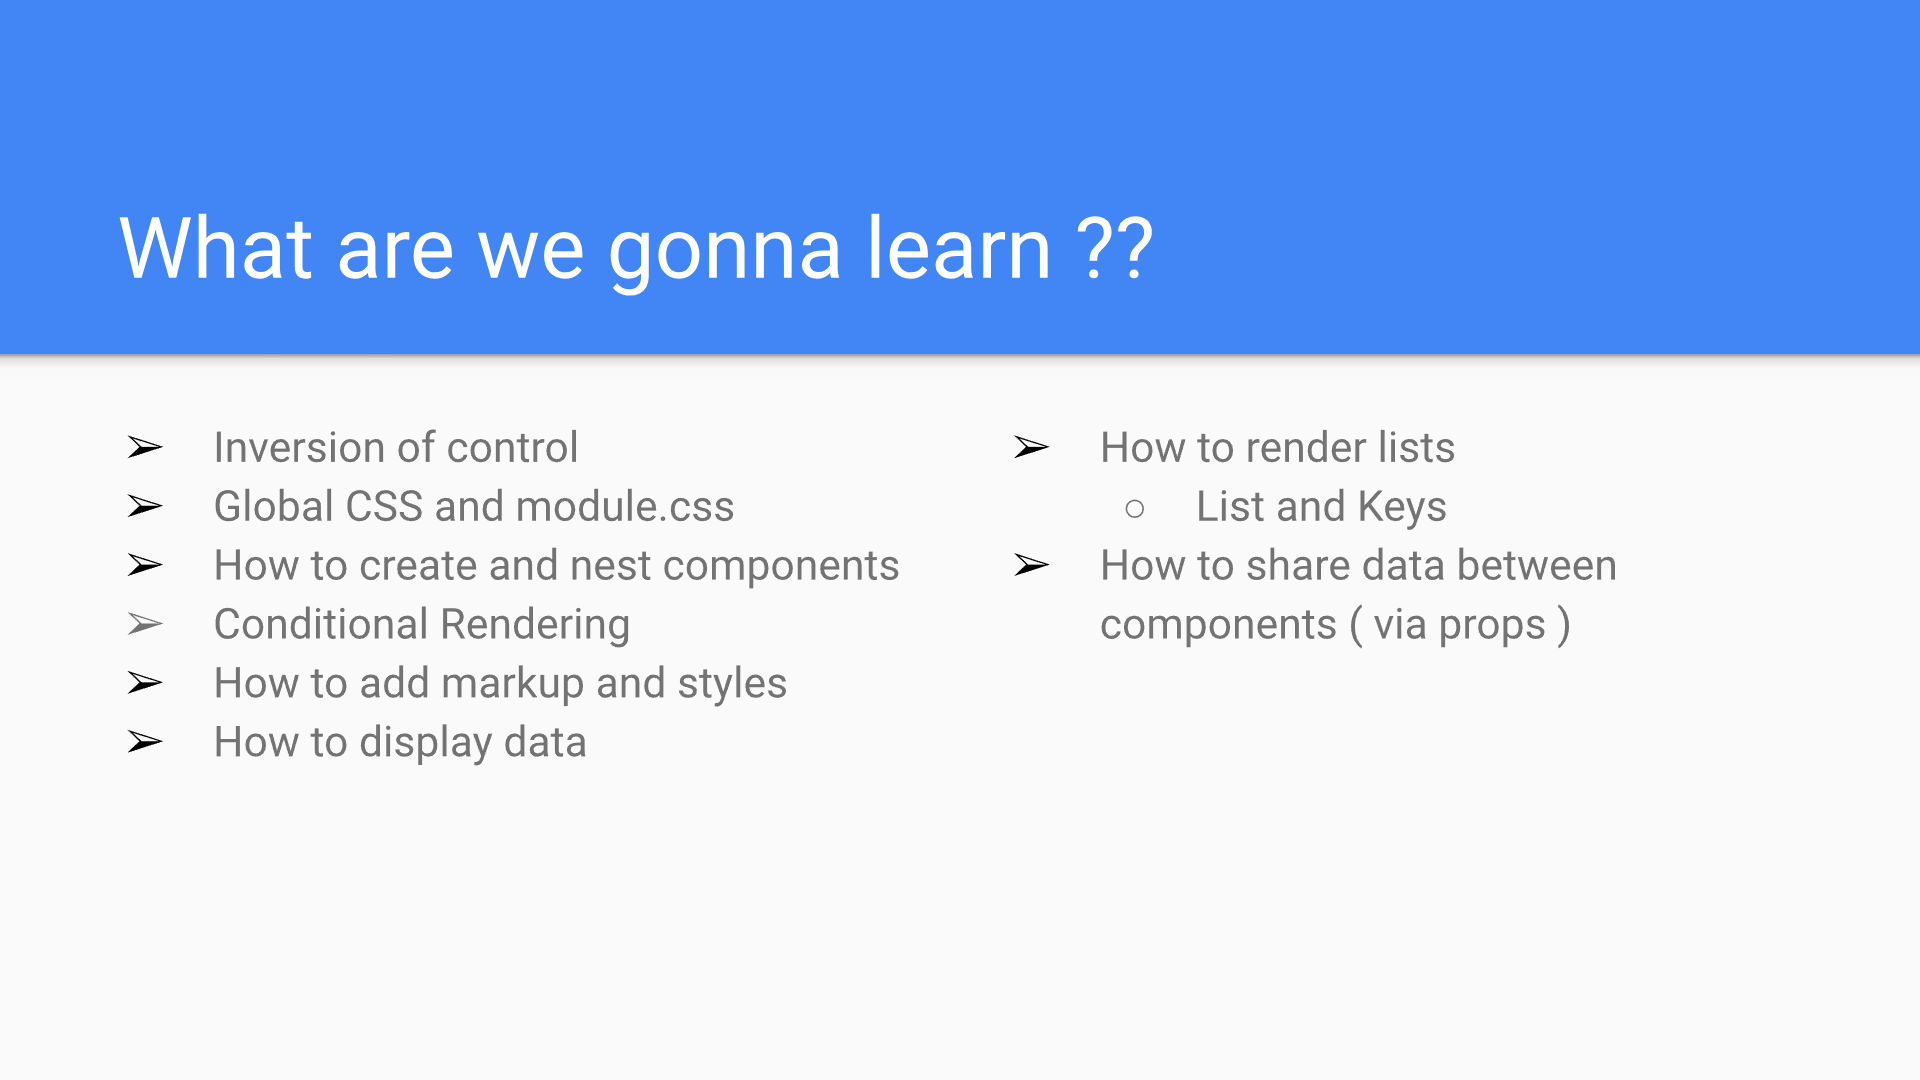 What are we gonna learn ??
➢ Inversion of control
➢ Global CSS and module.css
➢ How to create and nest components
➢ Conditional Rendering
➢ How to add markup and styles
➢ How to display data
➢ How to render lists
○ List and Keys
➢ How to share data between
components ( via props )